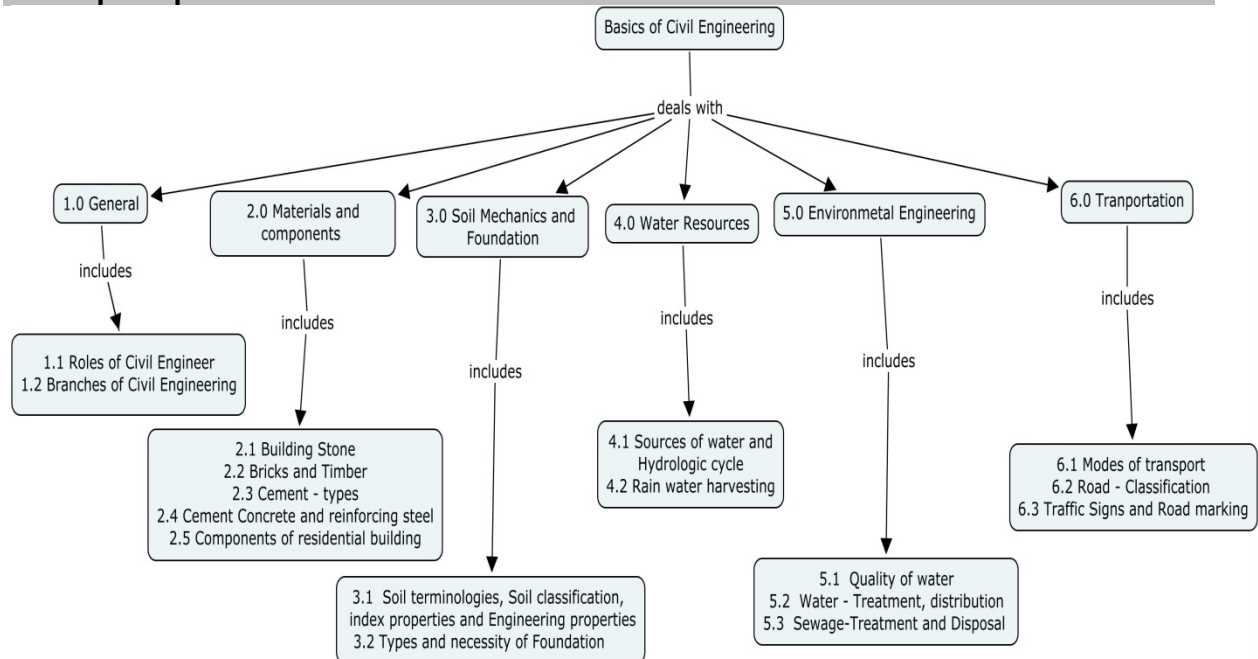 Basics of Civil Engineering
deals with
1.0 General
2.0 Materials and
components
3.0 Soil Mechanics and
Foundation
4.0 Water Resources
5.0 Environmetal Engineering
6.0 Tranportation
includes
includes
includes
includes
includes
includes
1.1 Roles of Civil Engineer
1.2 Branches of Civil Engineering
2.1 Building Stone
2.2 Bricks and Timber
2.3 Cement - types
2.4 Cement Concrete and reinforcing steel
2.5 Components of residential building
3.1 Soil terminologies, Soil classification,
index properties and Engineering properties
3.2 Types and necessity of Foundation
4.1 Sources of water and
Hydrologic cycle
4.2 Rain water harvesting
5.1 Quality of water
5.2 Water - Treatment, distribution
5.3 Sewage-Treatment and Disposal
6.1 Modes of transport
6.2 Road - Classification
6.3 Traffic Signs and Road marking